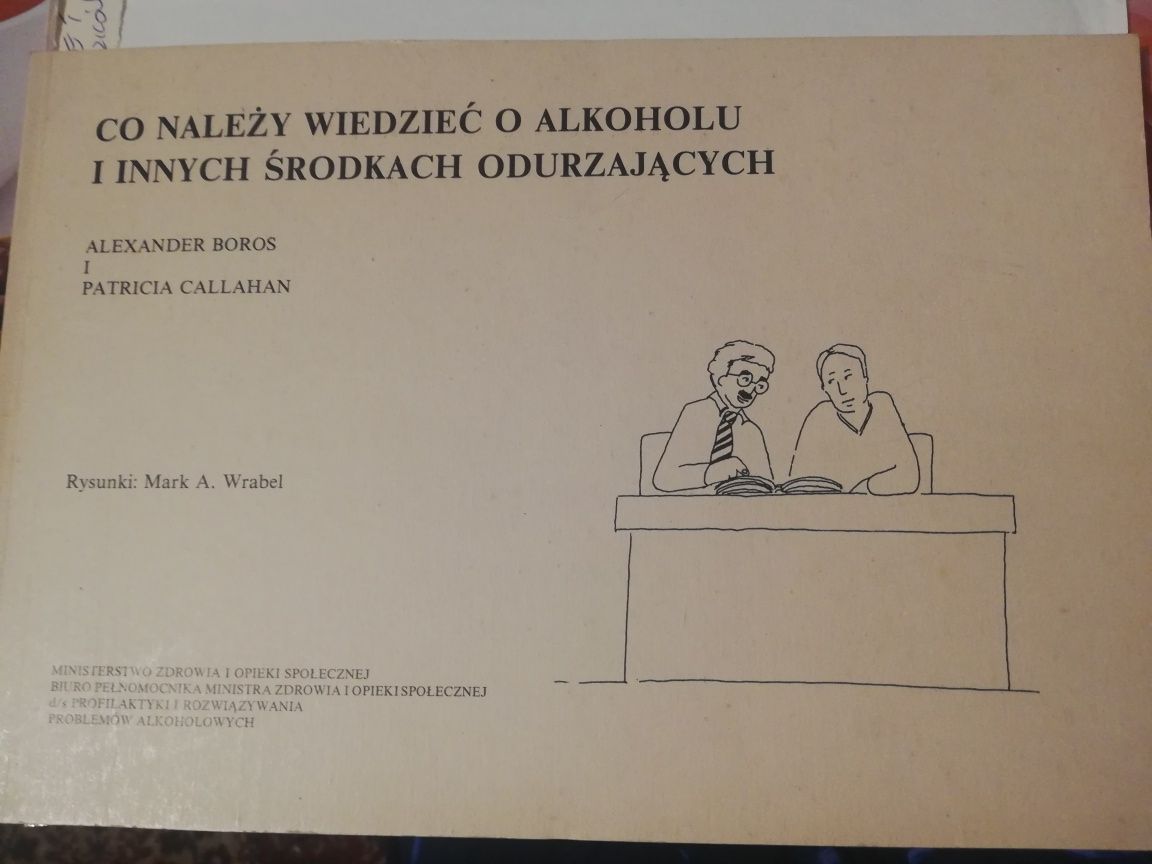 CO NALEŻY WIEDZIEĆ O ALKOHOLU
I INNYCH ŚRODKACH ODURZAJĄCYCH
ALEXANDER BOROS
I
PATRICIA CALLAHAN
Rysunki: Mark A. Wrabel
MINISTERSTWO ZDROWIA I OPIEKI SPOŁECZNEJ
BIURO PEŁNOMOCNIKA MINISTRA ZDROWIA I OPIEKI SPOŁECZNEJ
d/s PROFILAKTYKI I ROZWIĄZYWANIA
PROBLEMÓW ALKOHOLOWYCH